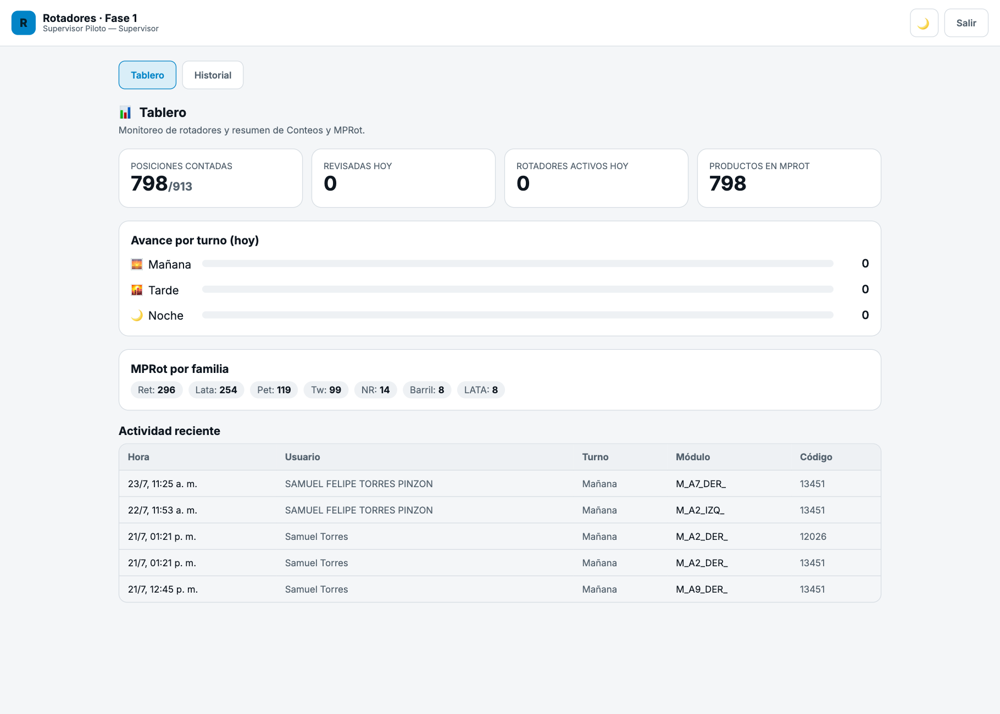 R
Rotadores · Fase 1
Supervisor Piloto — Supervisor
Salir
Tablero
Historial
Tablero
Monitoreo de rotadores y resumen de Conteos y MPRot.
POSICIONES CONTADAS
798/913
REVISADAS HOY
0
ROTADORES ACTIVOS HOY
0
PRODUCTOS EN MPROT
798
Avance por turno (hoy)
Mañana 0
Tarde 0
Noche 0
MPRot por familia
Ret: 296 Lata: 254 Pet: 119 Tw: 99 NR: 14 Barril: 8 LATA: 8
Actividad reciente
Hora Usuario Turno Módulo Código
23/7, 11:25 a. m. SAMUEL FELIPE TORRES PINZON Mañana M_A7_DER_ 13451
22/7, 11:53 a. m. SAMUEL FELIPE TORRES PINZON Mañana M_A2_IZQ_ 13451
21/7, 01:21 p. m. Samuel Torres Mañana M_A2_DER_ 12026
21/7, 01:21 p. m. Samuel Torres Mañana M_A2_DER_ 13451
21/7, 12:45 p. m. Samuel Torres Mañana M_A9_DER_ 13451